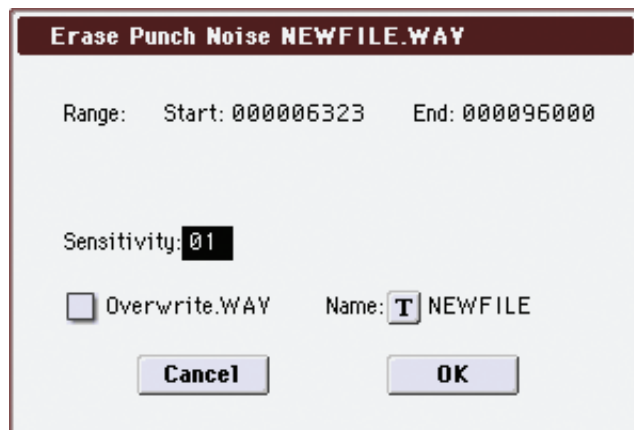 Erase Punch Noise NEWFILE.WAV
Range: Start: 000006323 End: 000096000
Sensitivity: 01
Overwrite.WAV Name: T NEWFILE
Cancel OK